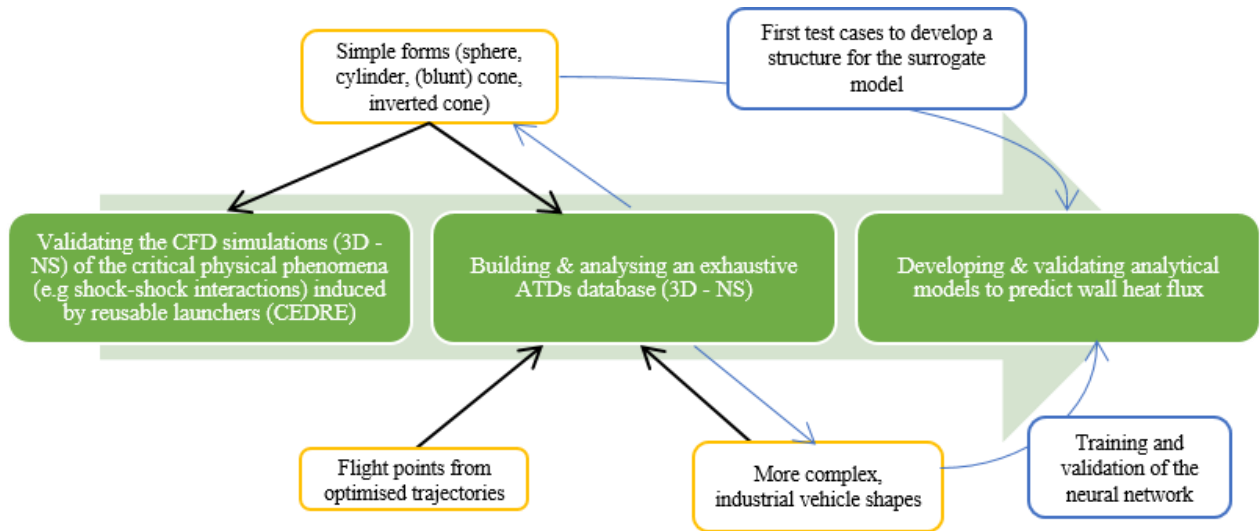 Simple forms (sphere,
cylinder, (blunt) cone,
inverted cone)
First test cases to develop a
structure for the surrogate
model
Validating the CFD simulations (3D -
NS) of the critical physical phenomena
(e.g shock-shock interactions) induced
by reusable launchers (CEDRE)
Building & analysing an exhaustive
ATDs database (3D - NS)
Developing & validating analytical
models to predict wall heat flux
Flight points from
optimised trajectories
More complex,
industrial vehicle shapes
Training and
validation of the
neural network